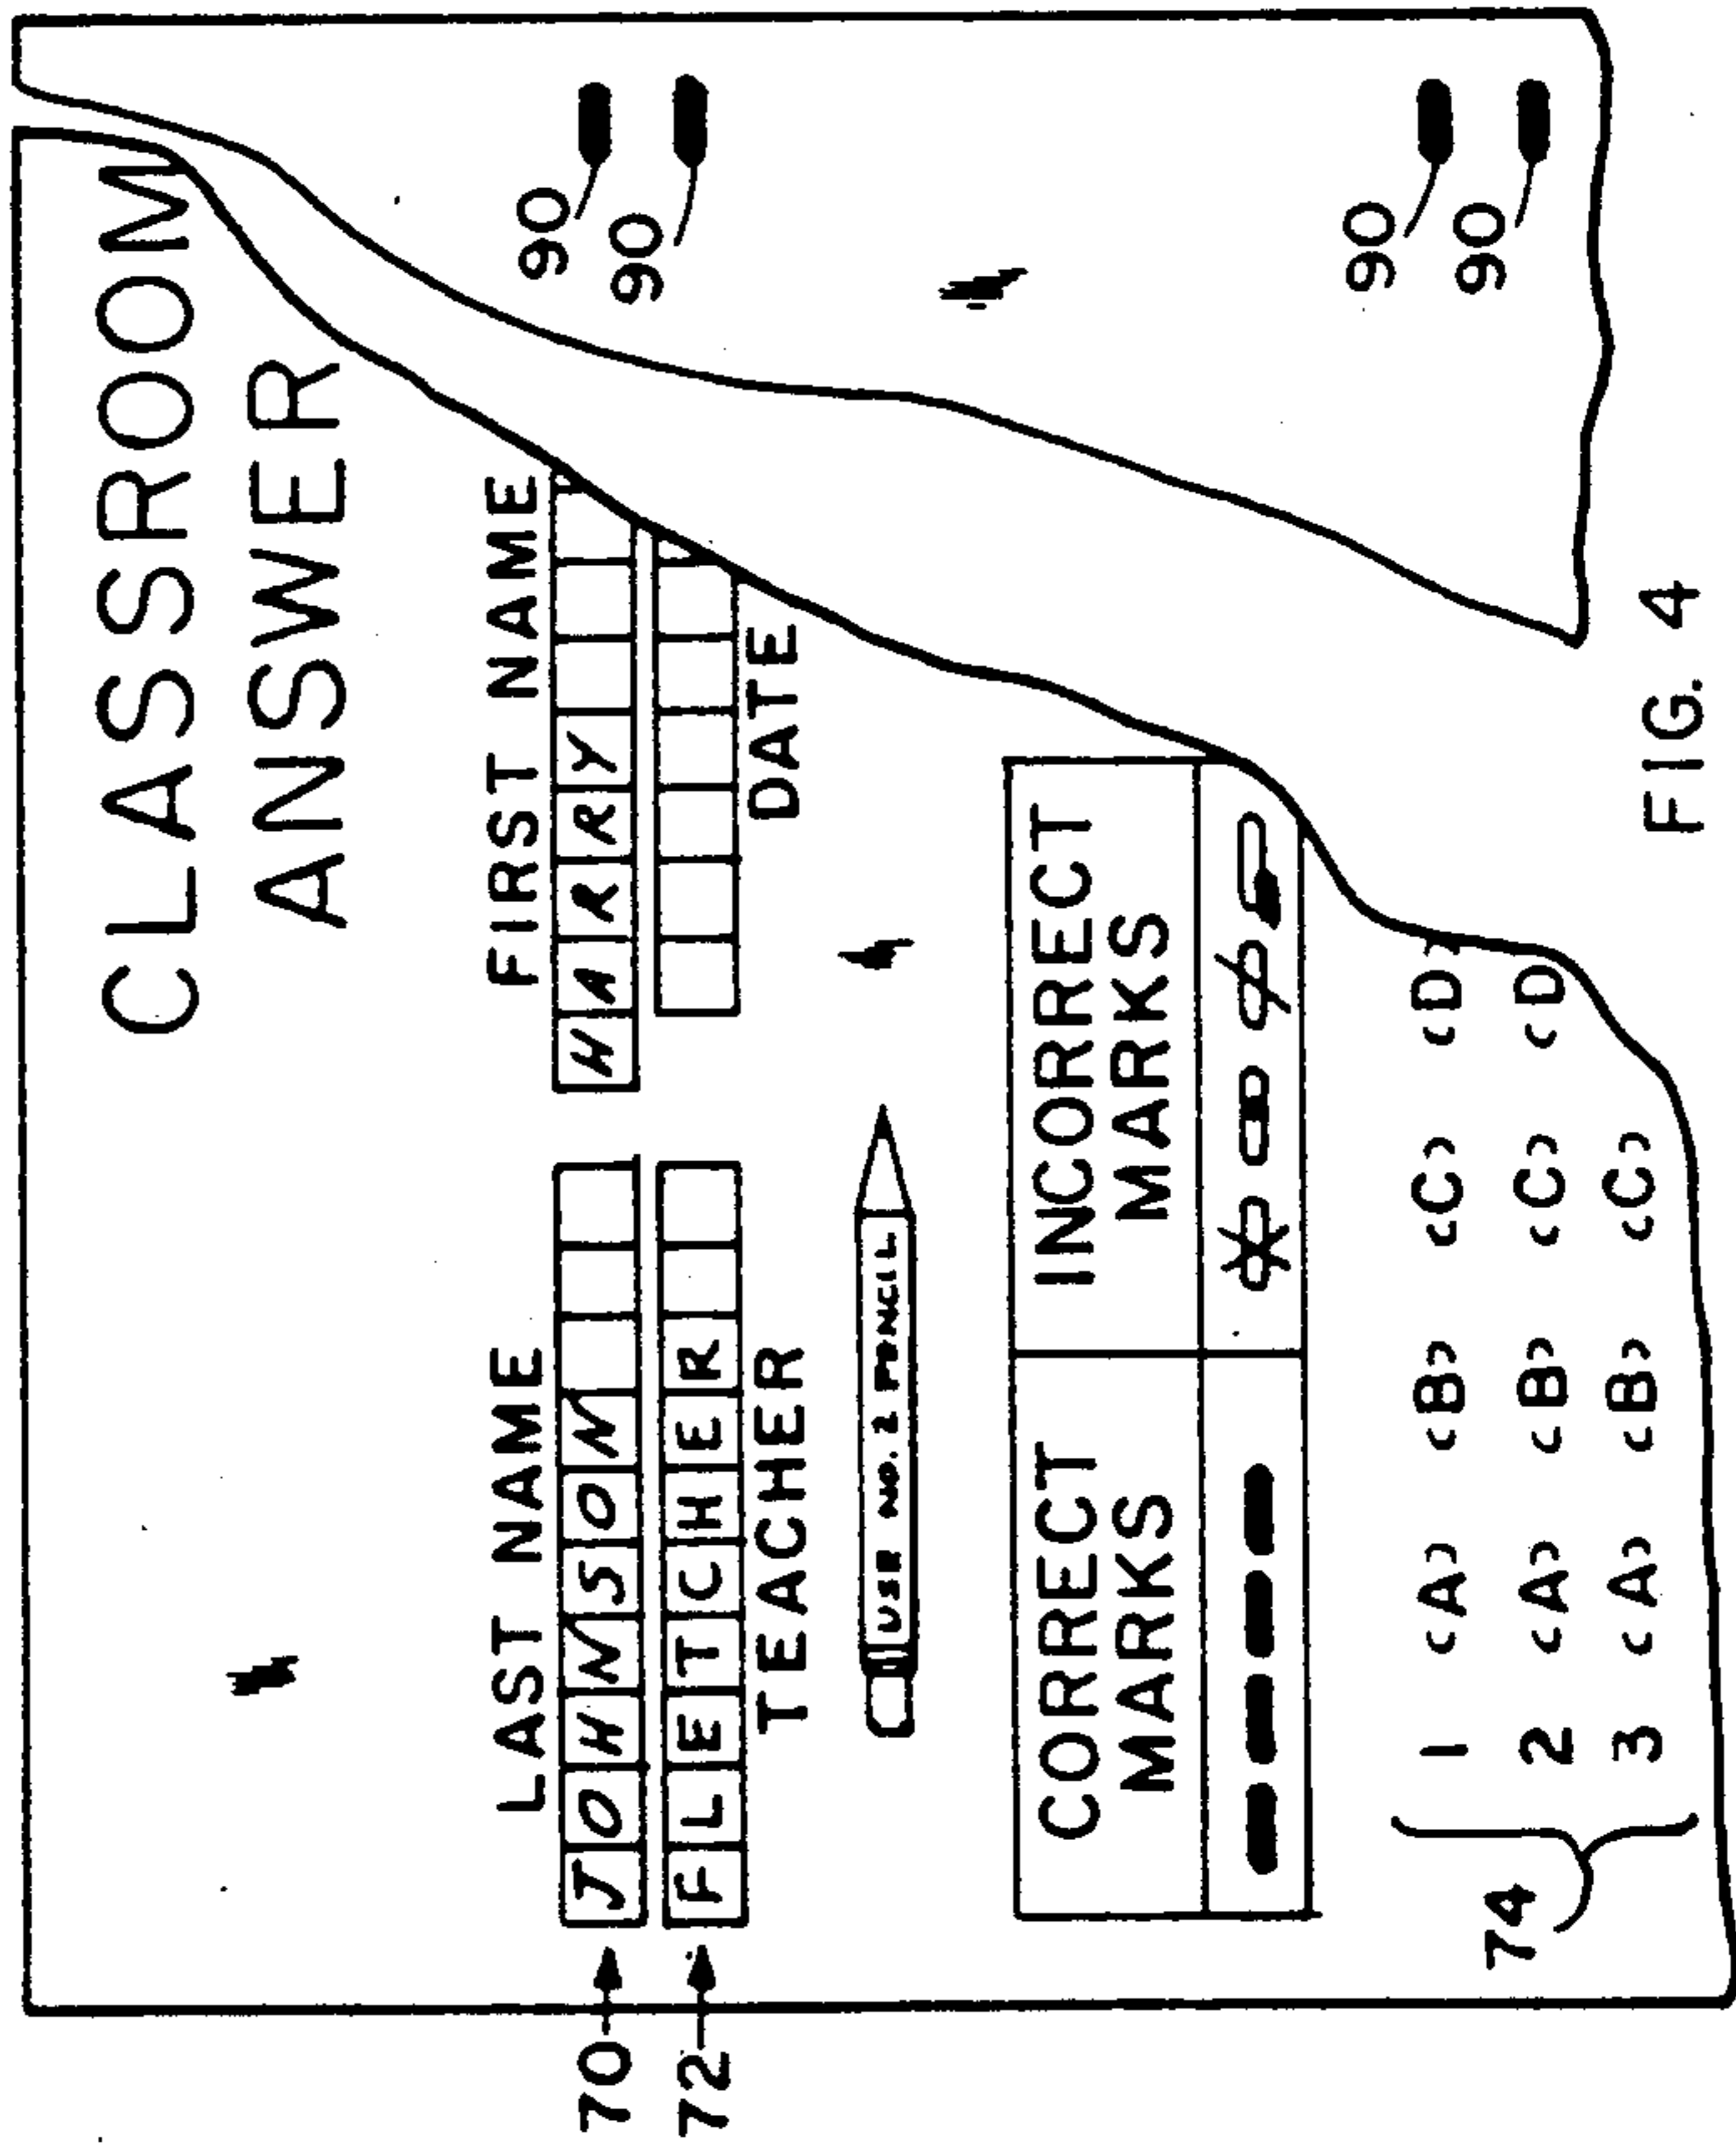 CLASSROOM
ANSWER
LAST NAME FIRST NAME
70 JOHNSON HARRY 90
72 FLETCHER 90
TEACHER DATE
USE NO. 2 PENCIL
CORRECT INCORRECT
MARKS MARKS
1 A B C D 90
74 2 A B C D 90
3 A B C
FIG. 4